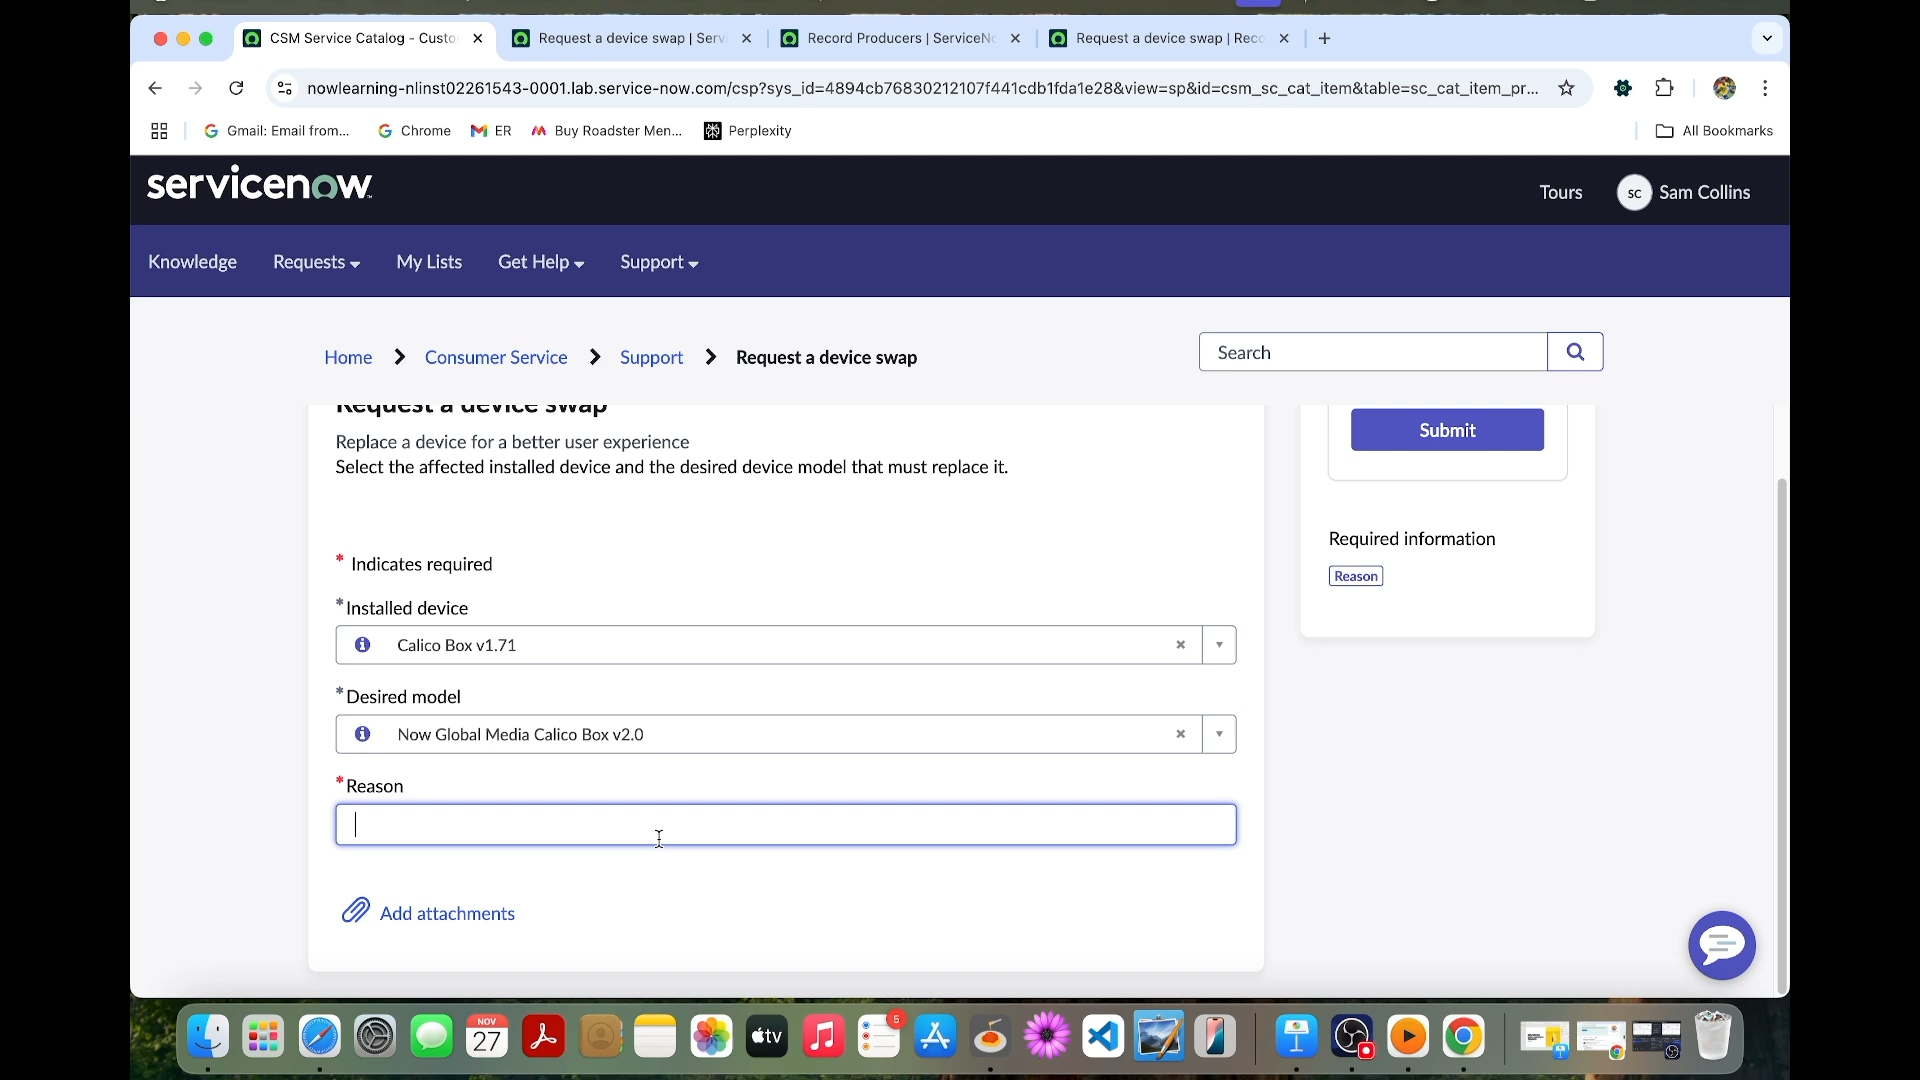 CSM Service Catalog - Custo
Request a device swap | Serv
Record Producers | ServiceNo
Request a device swap | Reco
nowlearning-nlinst02261543-0001.lab.service-now.com/csp?sys_id=4894cb76830212107f441cdb1fda1e28&view=sp&id=csm_sc_cat_item&table=sc_cat_item_pr...
Gmail: Email from...
Chrome
ER
Buy Roadster Men...
Perplexity
All Bookmarks
servicenow
Tours
SC
Sam Collins
Knowledge
Requests
My Lists
Get Help
Support
Home
Consumer Service
Support
Request a device swap
Search
Request a device swap
Replace a device for a better user experience
Select the affected installed device and the desired device model that must replace it.
Submit
* Indicates required
Required information
Reason
* Installed device
Calico Box v1.71
* Desired model
Now Global Media Calico Box v2.0
* Reason
Add attachments
NOV
27
tv
5